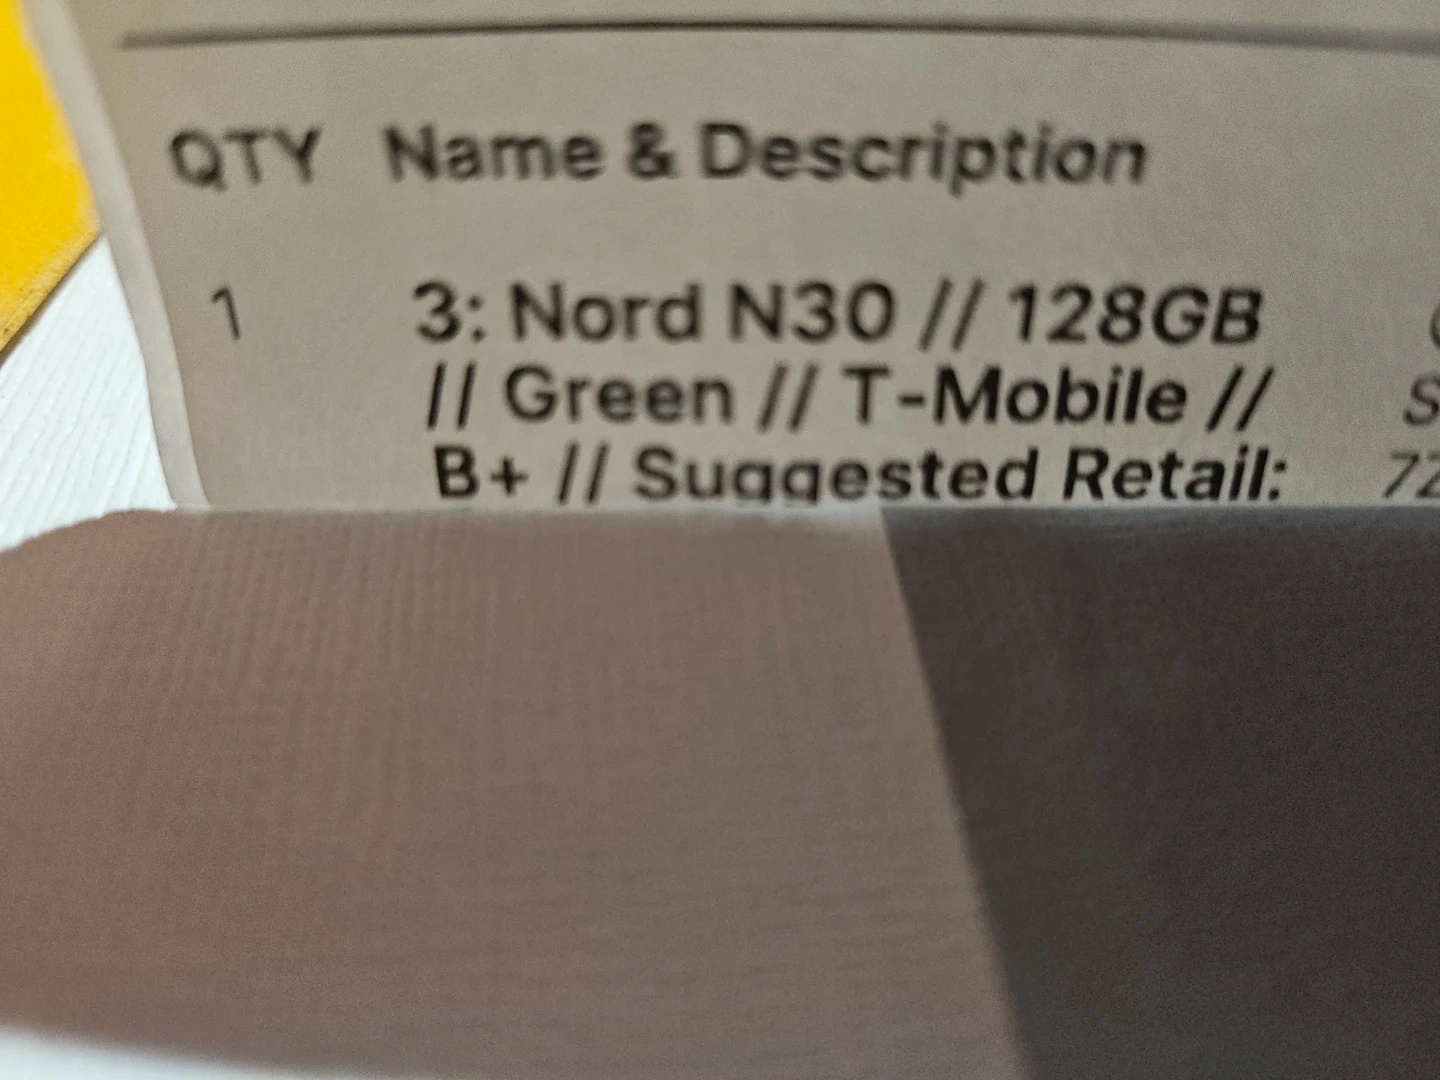 QTY Name & Description
1 3: Nord N30 // 128GB
// Green // T-Mobile //
B+ // Suggested Retail: